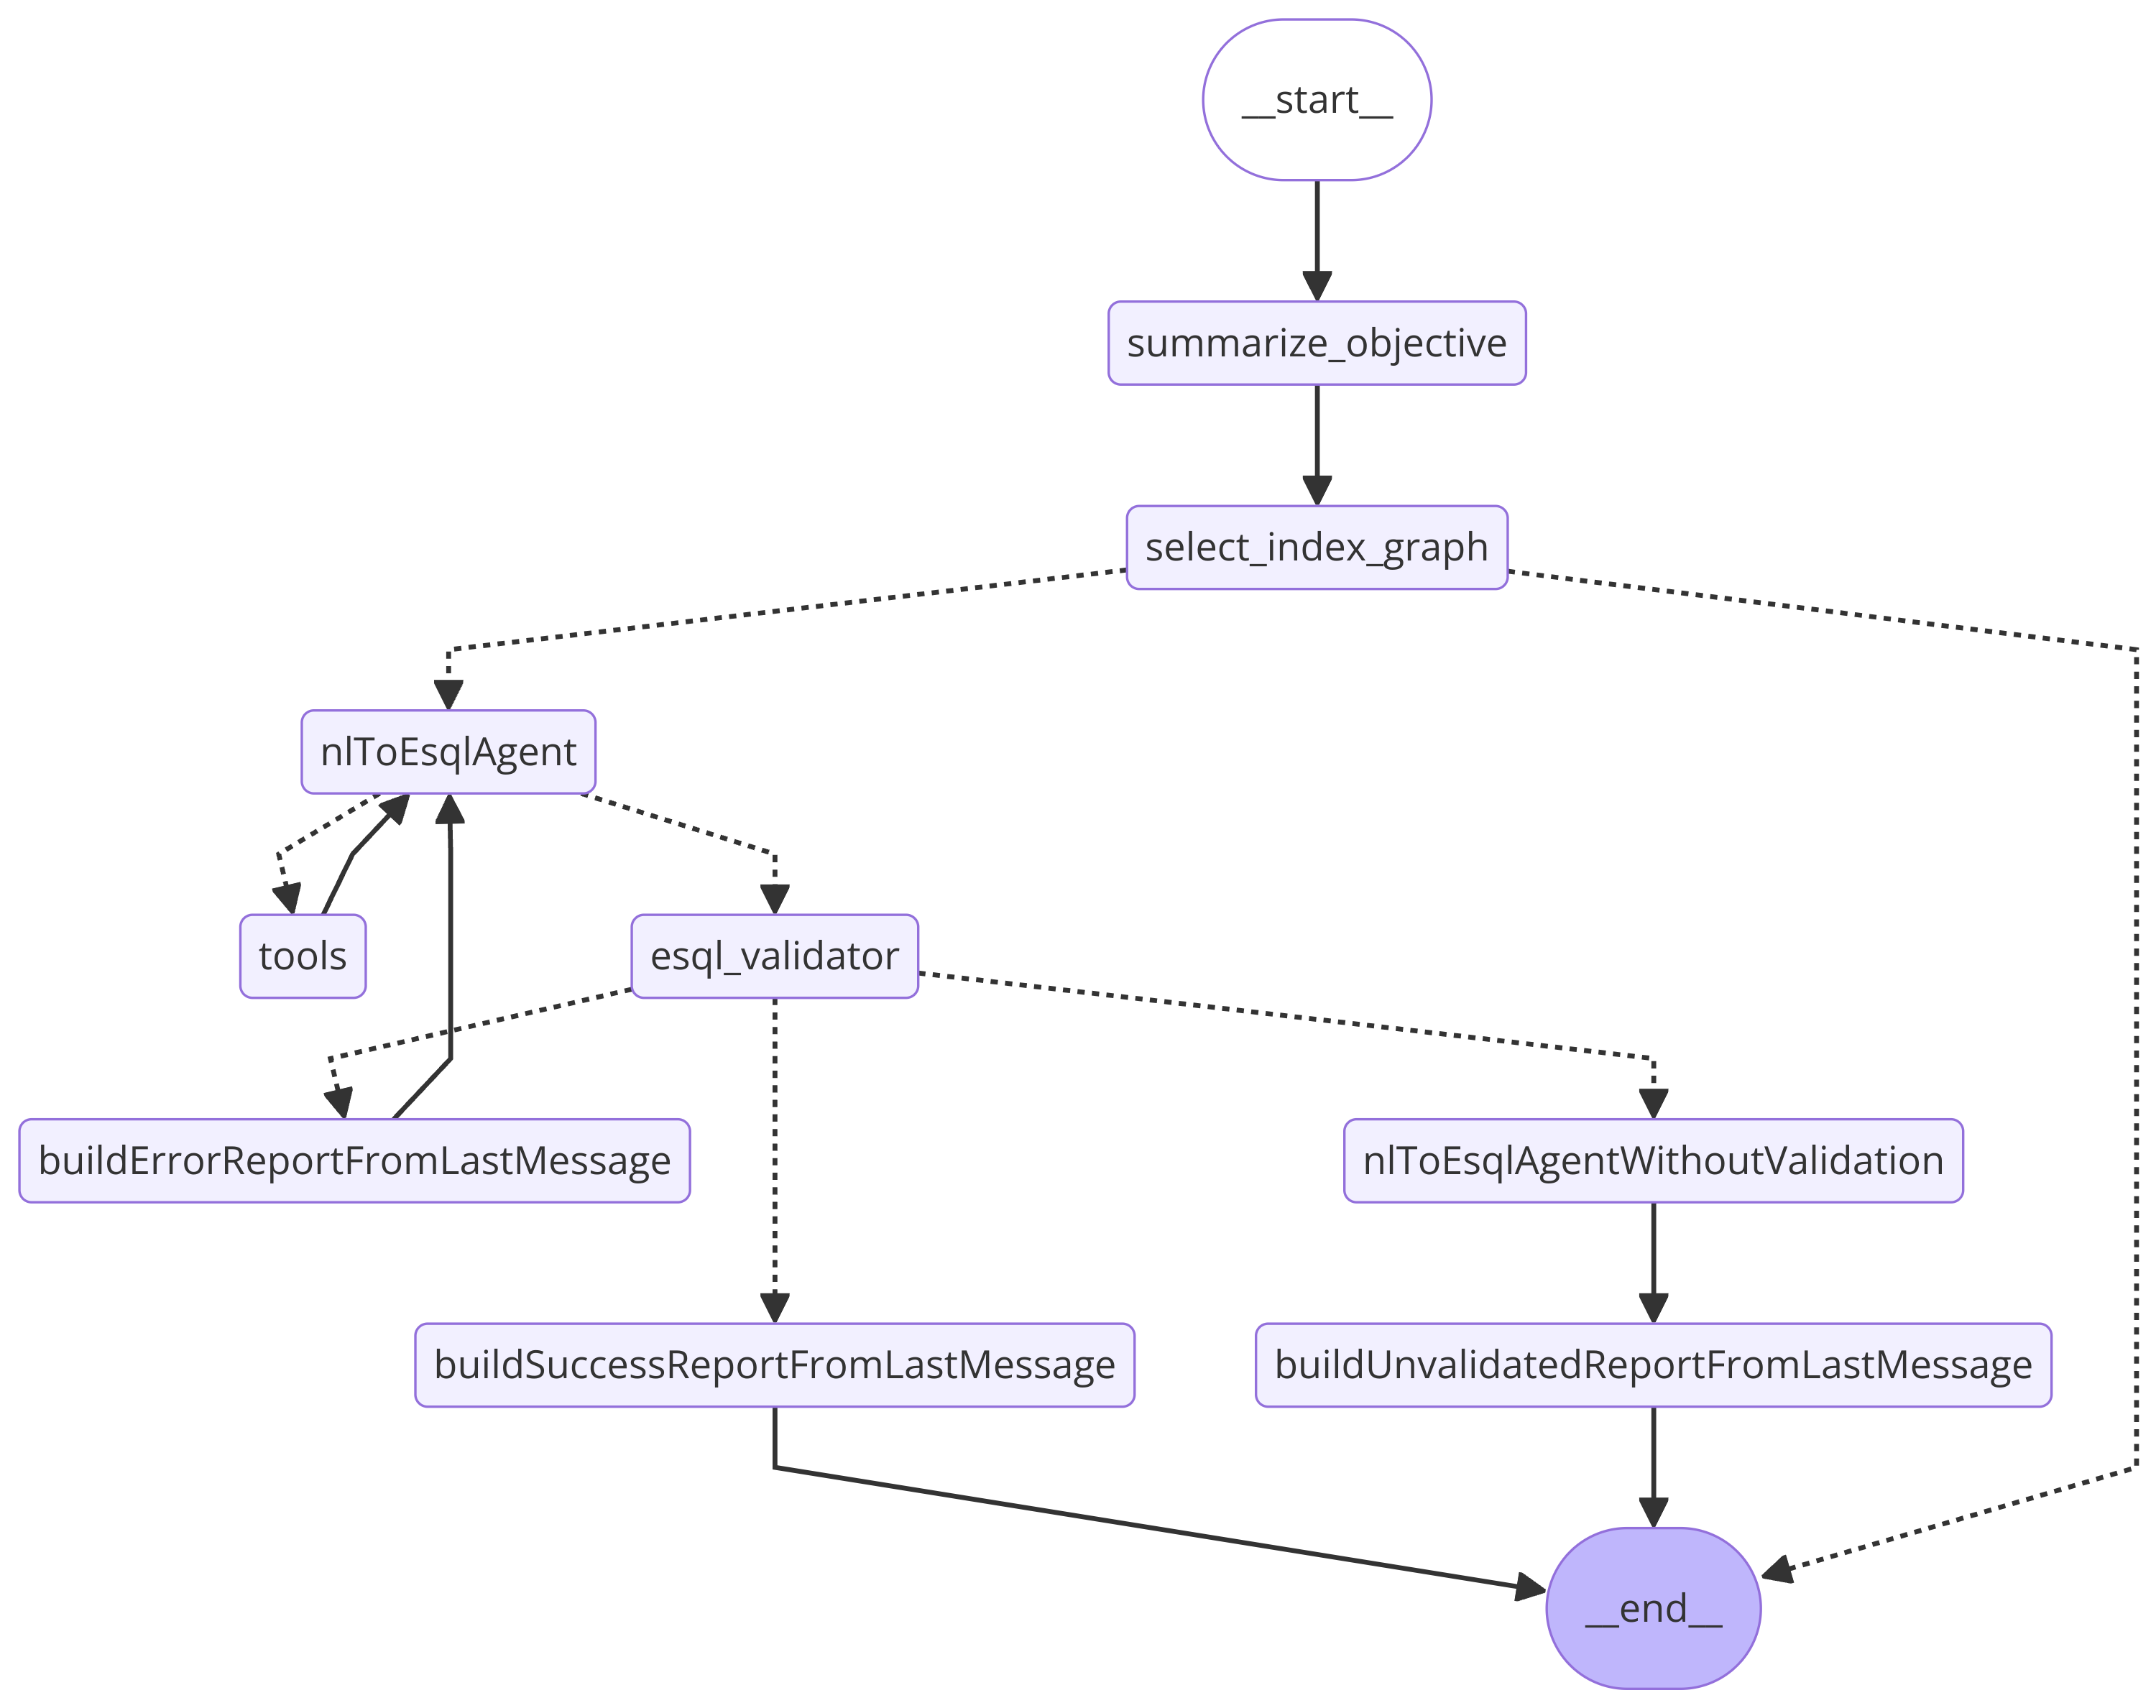 __start__
summarize_objective
select_index_graph
nlToEsqlAgent
tools
esql_validator
buildErrorReportFromLastMessage
nlToEsqlAgentWithoutValidation
buildSuccessReportFromLastMessage
buildUnvalidatedReportFromLastMessage
__end__